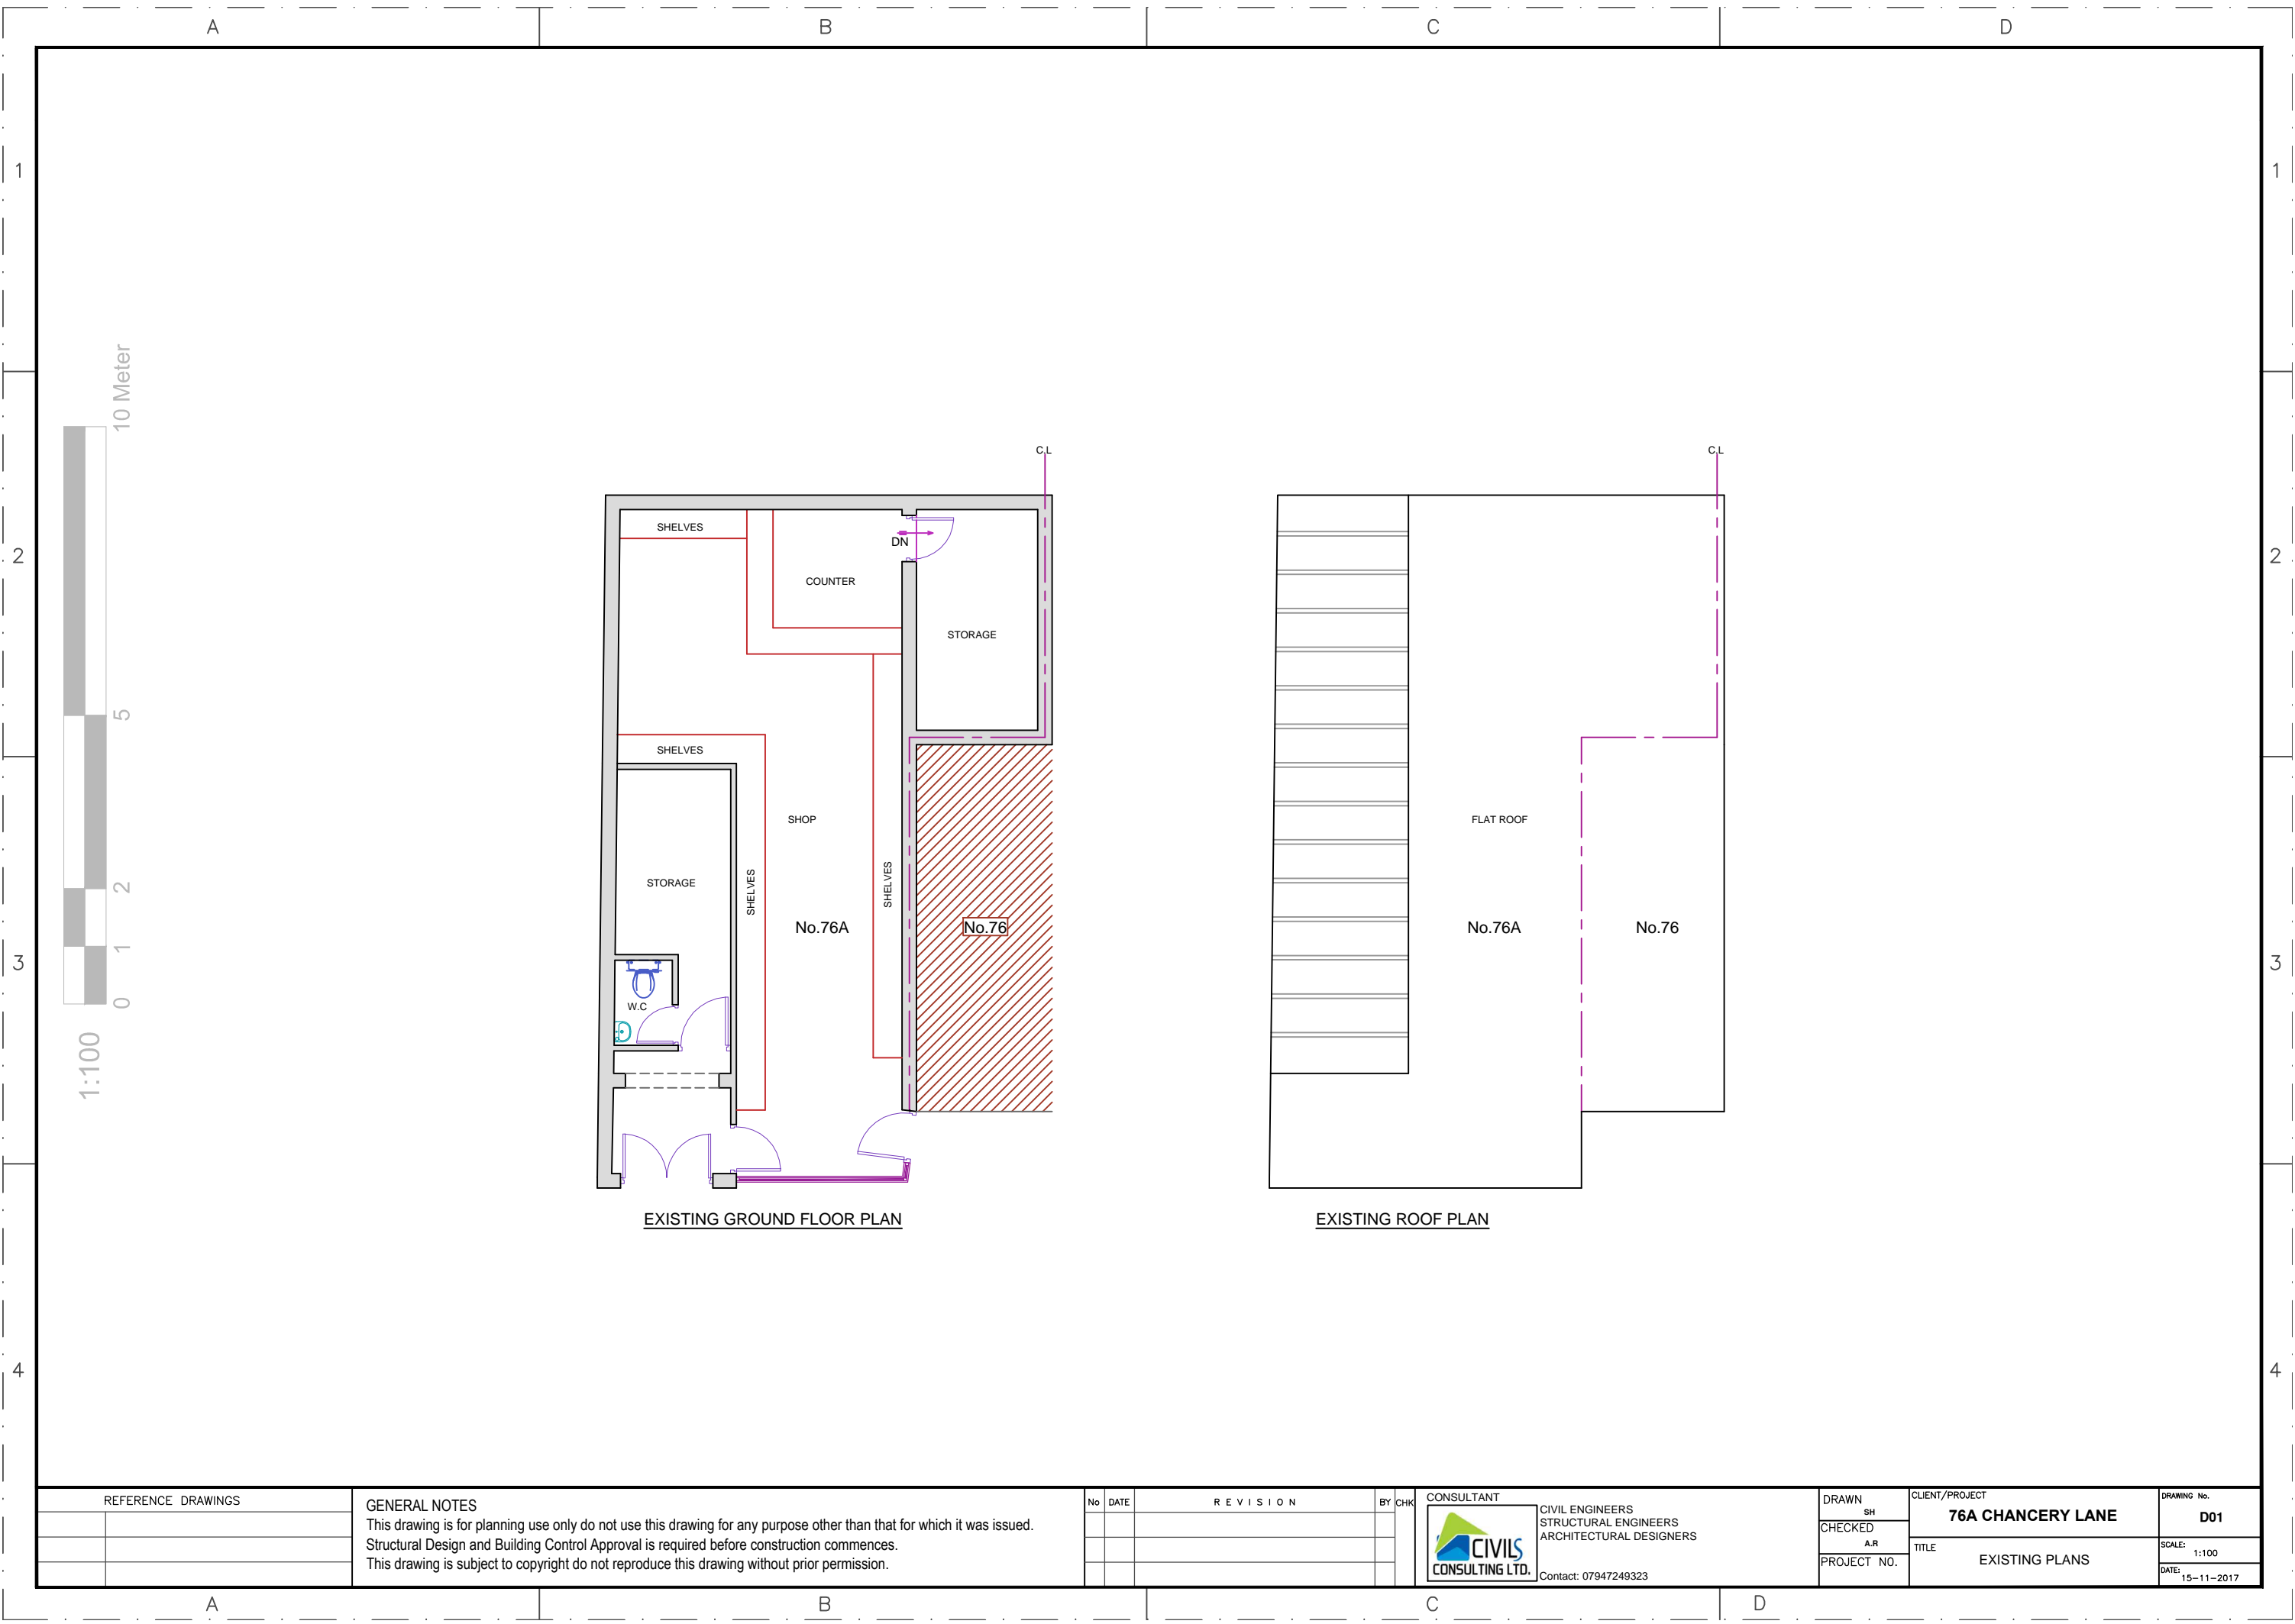 A
B
C
D
1
1
10 Meter
5
2
1
0
1:100
2
2
3
3
4
4
C.L
SHELVES
DN
COUNTER
STORAGE
SHELVES
SHOP
STORAGE
SHELVES
SHELVES
No.76A
No.76
W.C
EXISTING GROUND FLOOR PLAN
C.L
FLAT ROOF
No.76A
No.76
EXISTING ROOF PLAN
REFERENCE DRAWINGS
GENERAL NOTES
This drawing is for planning use only do not use this drawing for any purpose other than that for which it was issued.
Structural Design and Building Control Approval is required before construction commences.
This drawing is subject to copyright do not reproduce this drawing without prior permission.
No DATE REVISION BY CHK
CONSULTANT
CIVILS
CONSULTING LTD.
CIVIL ENGINEERS
STRUCTURAL ENGINEERS
ARCHITECTURAL DESIGNERS
Contact: 07947249323
DRAWN
SH
CHECKED
A.R
PROJECT NO.
CLIENT/PROJECT
76A CHANCERY LANE
TITLE
EXISTING PLANS
DRAWING No.
D01
SCALE:
1:100
DATE:
15-11-2017
A
B
C
D